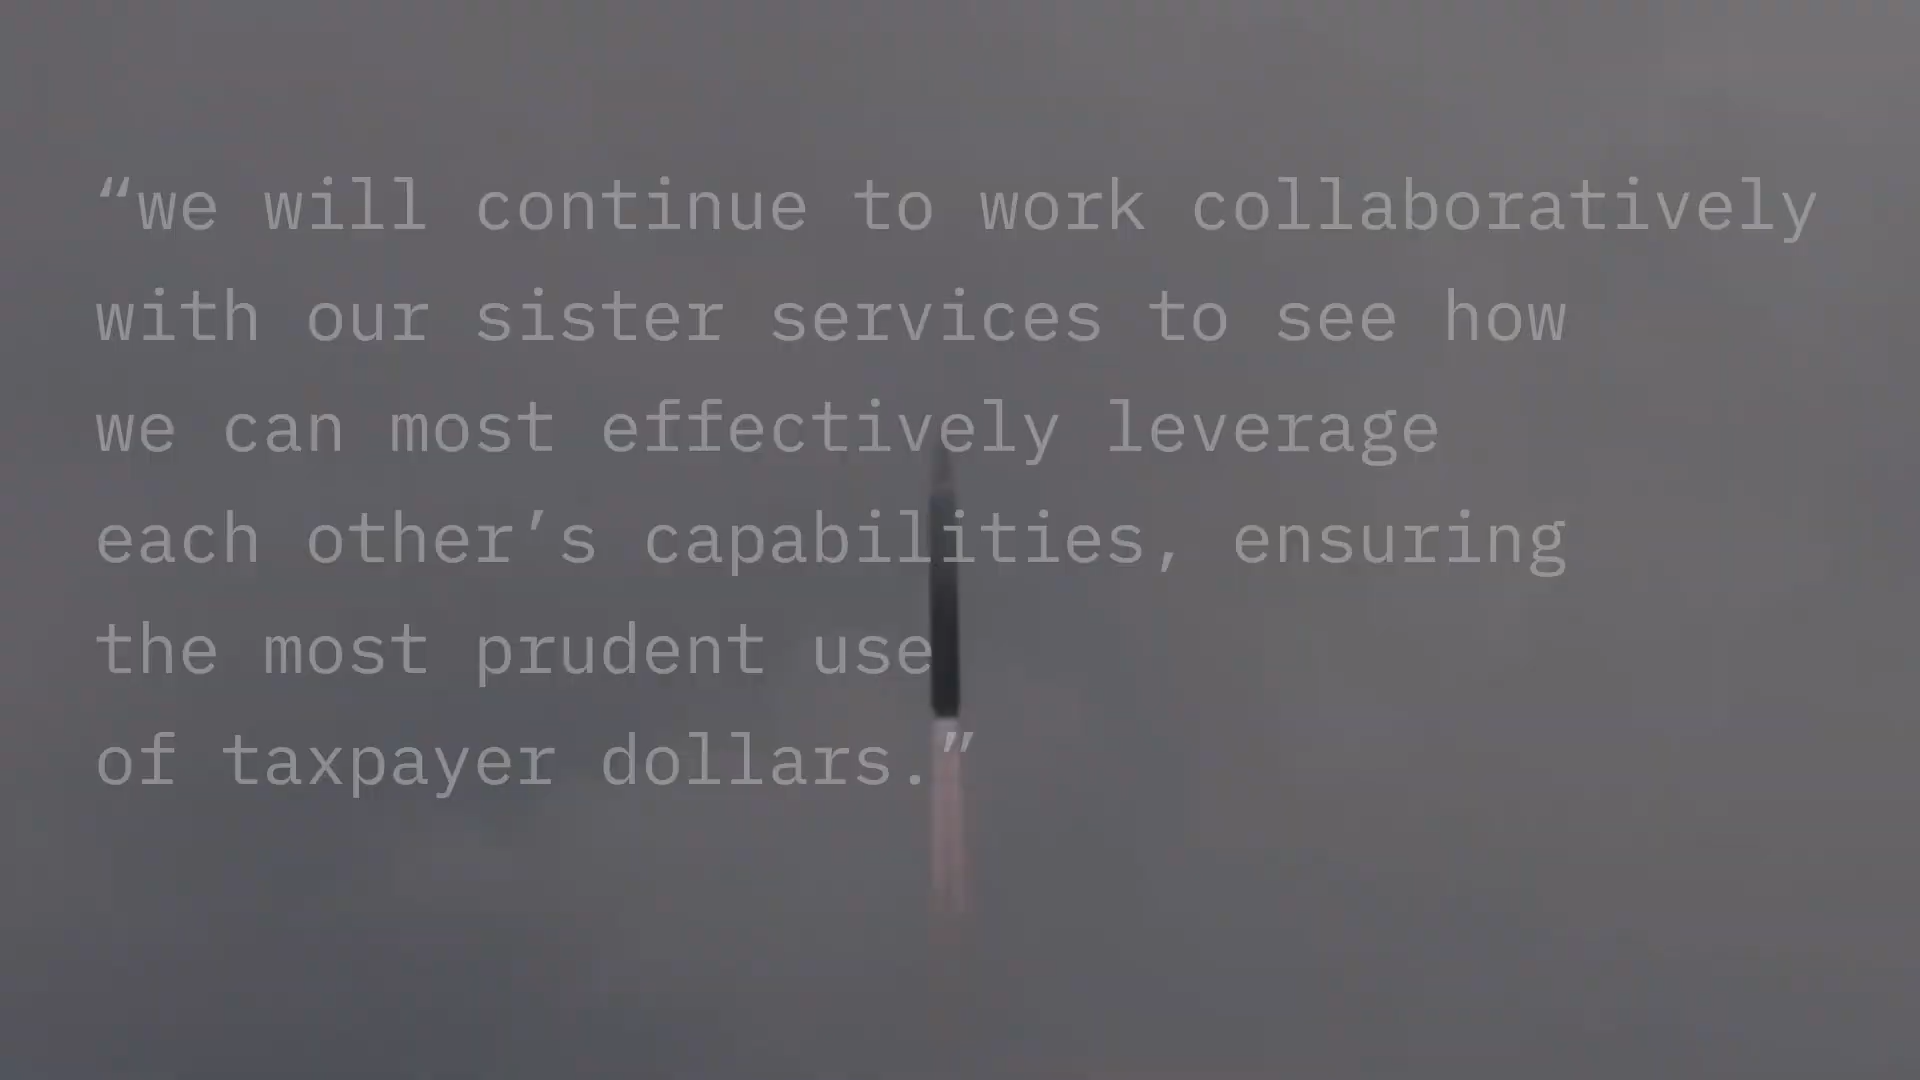 “we will continue to work collaboratively
with our sister services to see how
we can most effectively leverage
each other’s capabilities, ensuring
the most prudent use
of taxpayer dollars.”